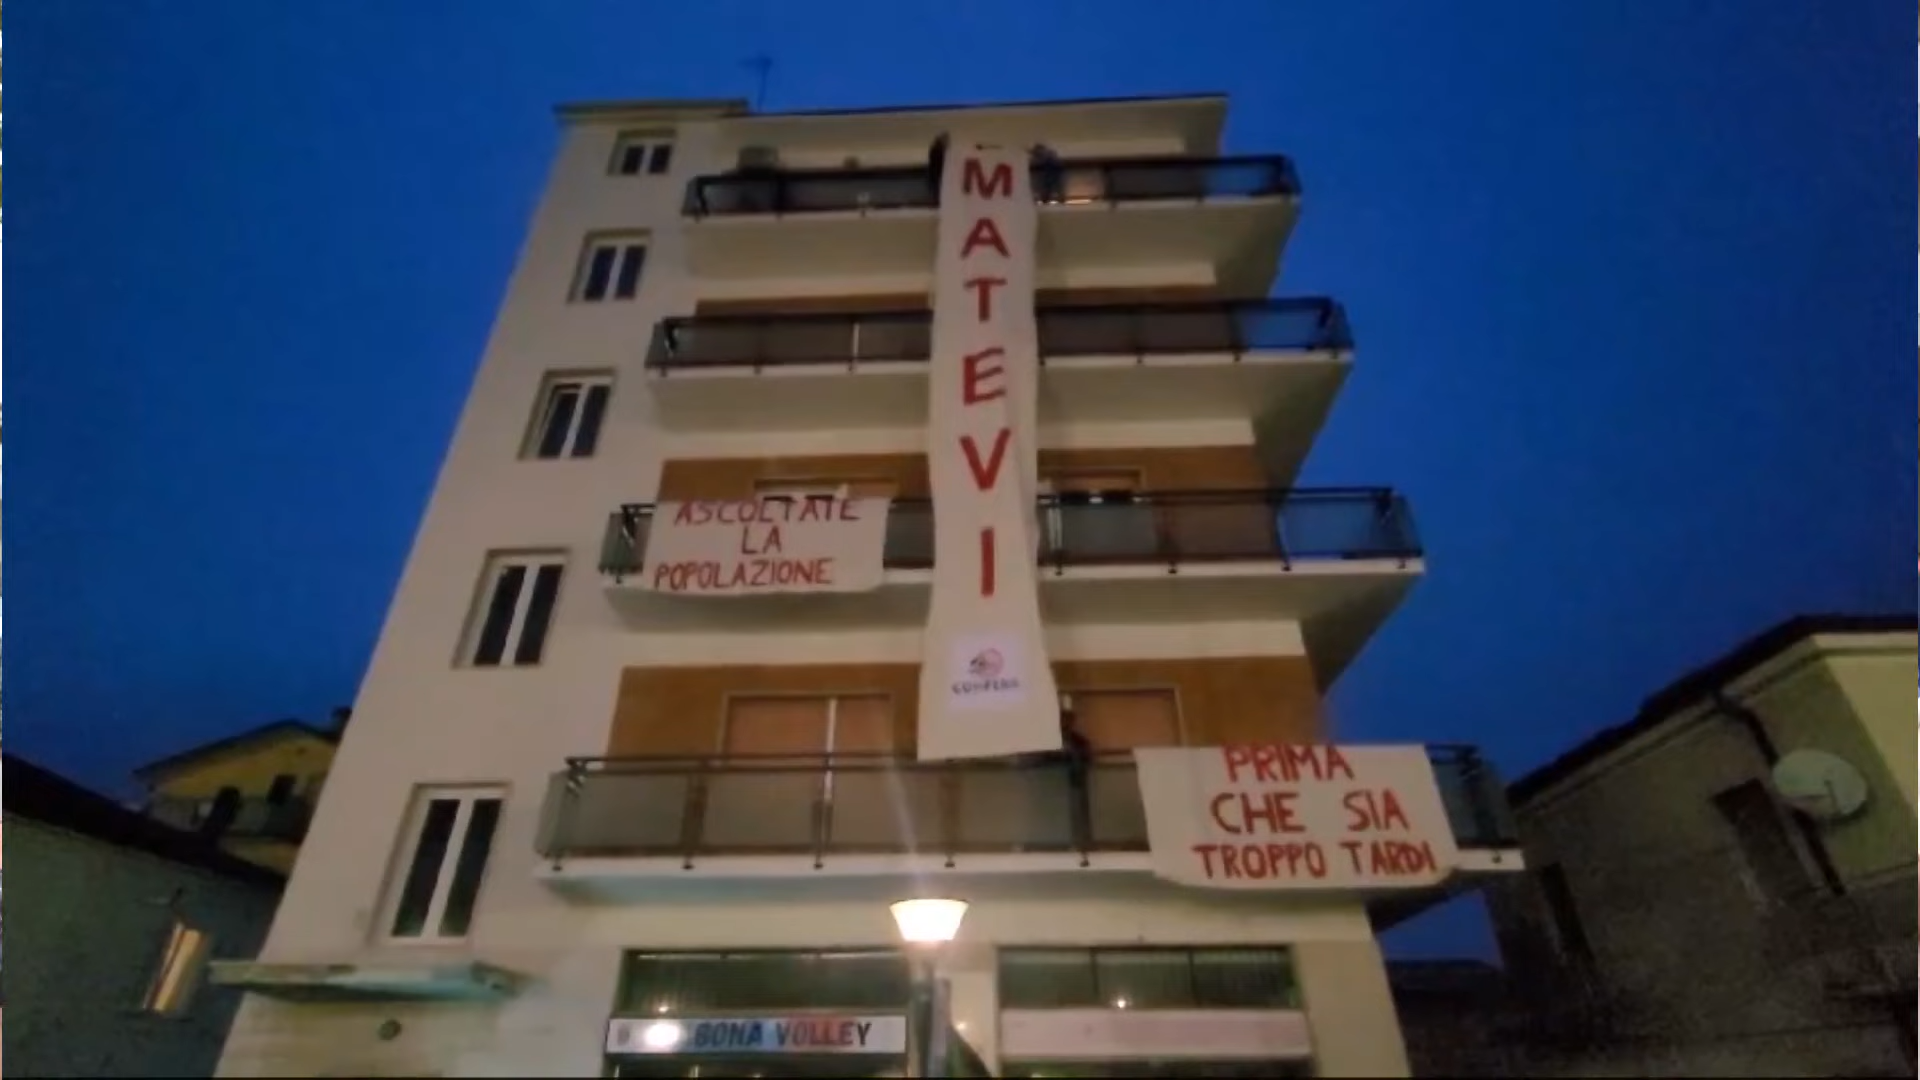 MATEVI
ASCOLTATE
LA
POPOLAZIONE
PRIMA
CHE SIA
TROPPO TARDI
BONA VOLLEY